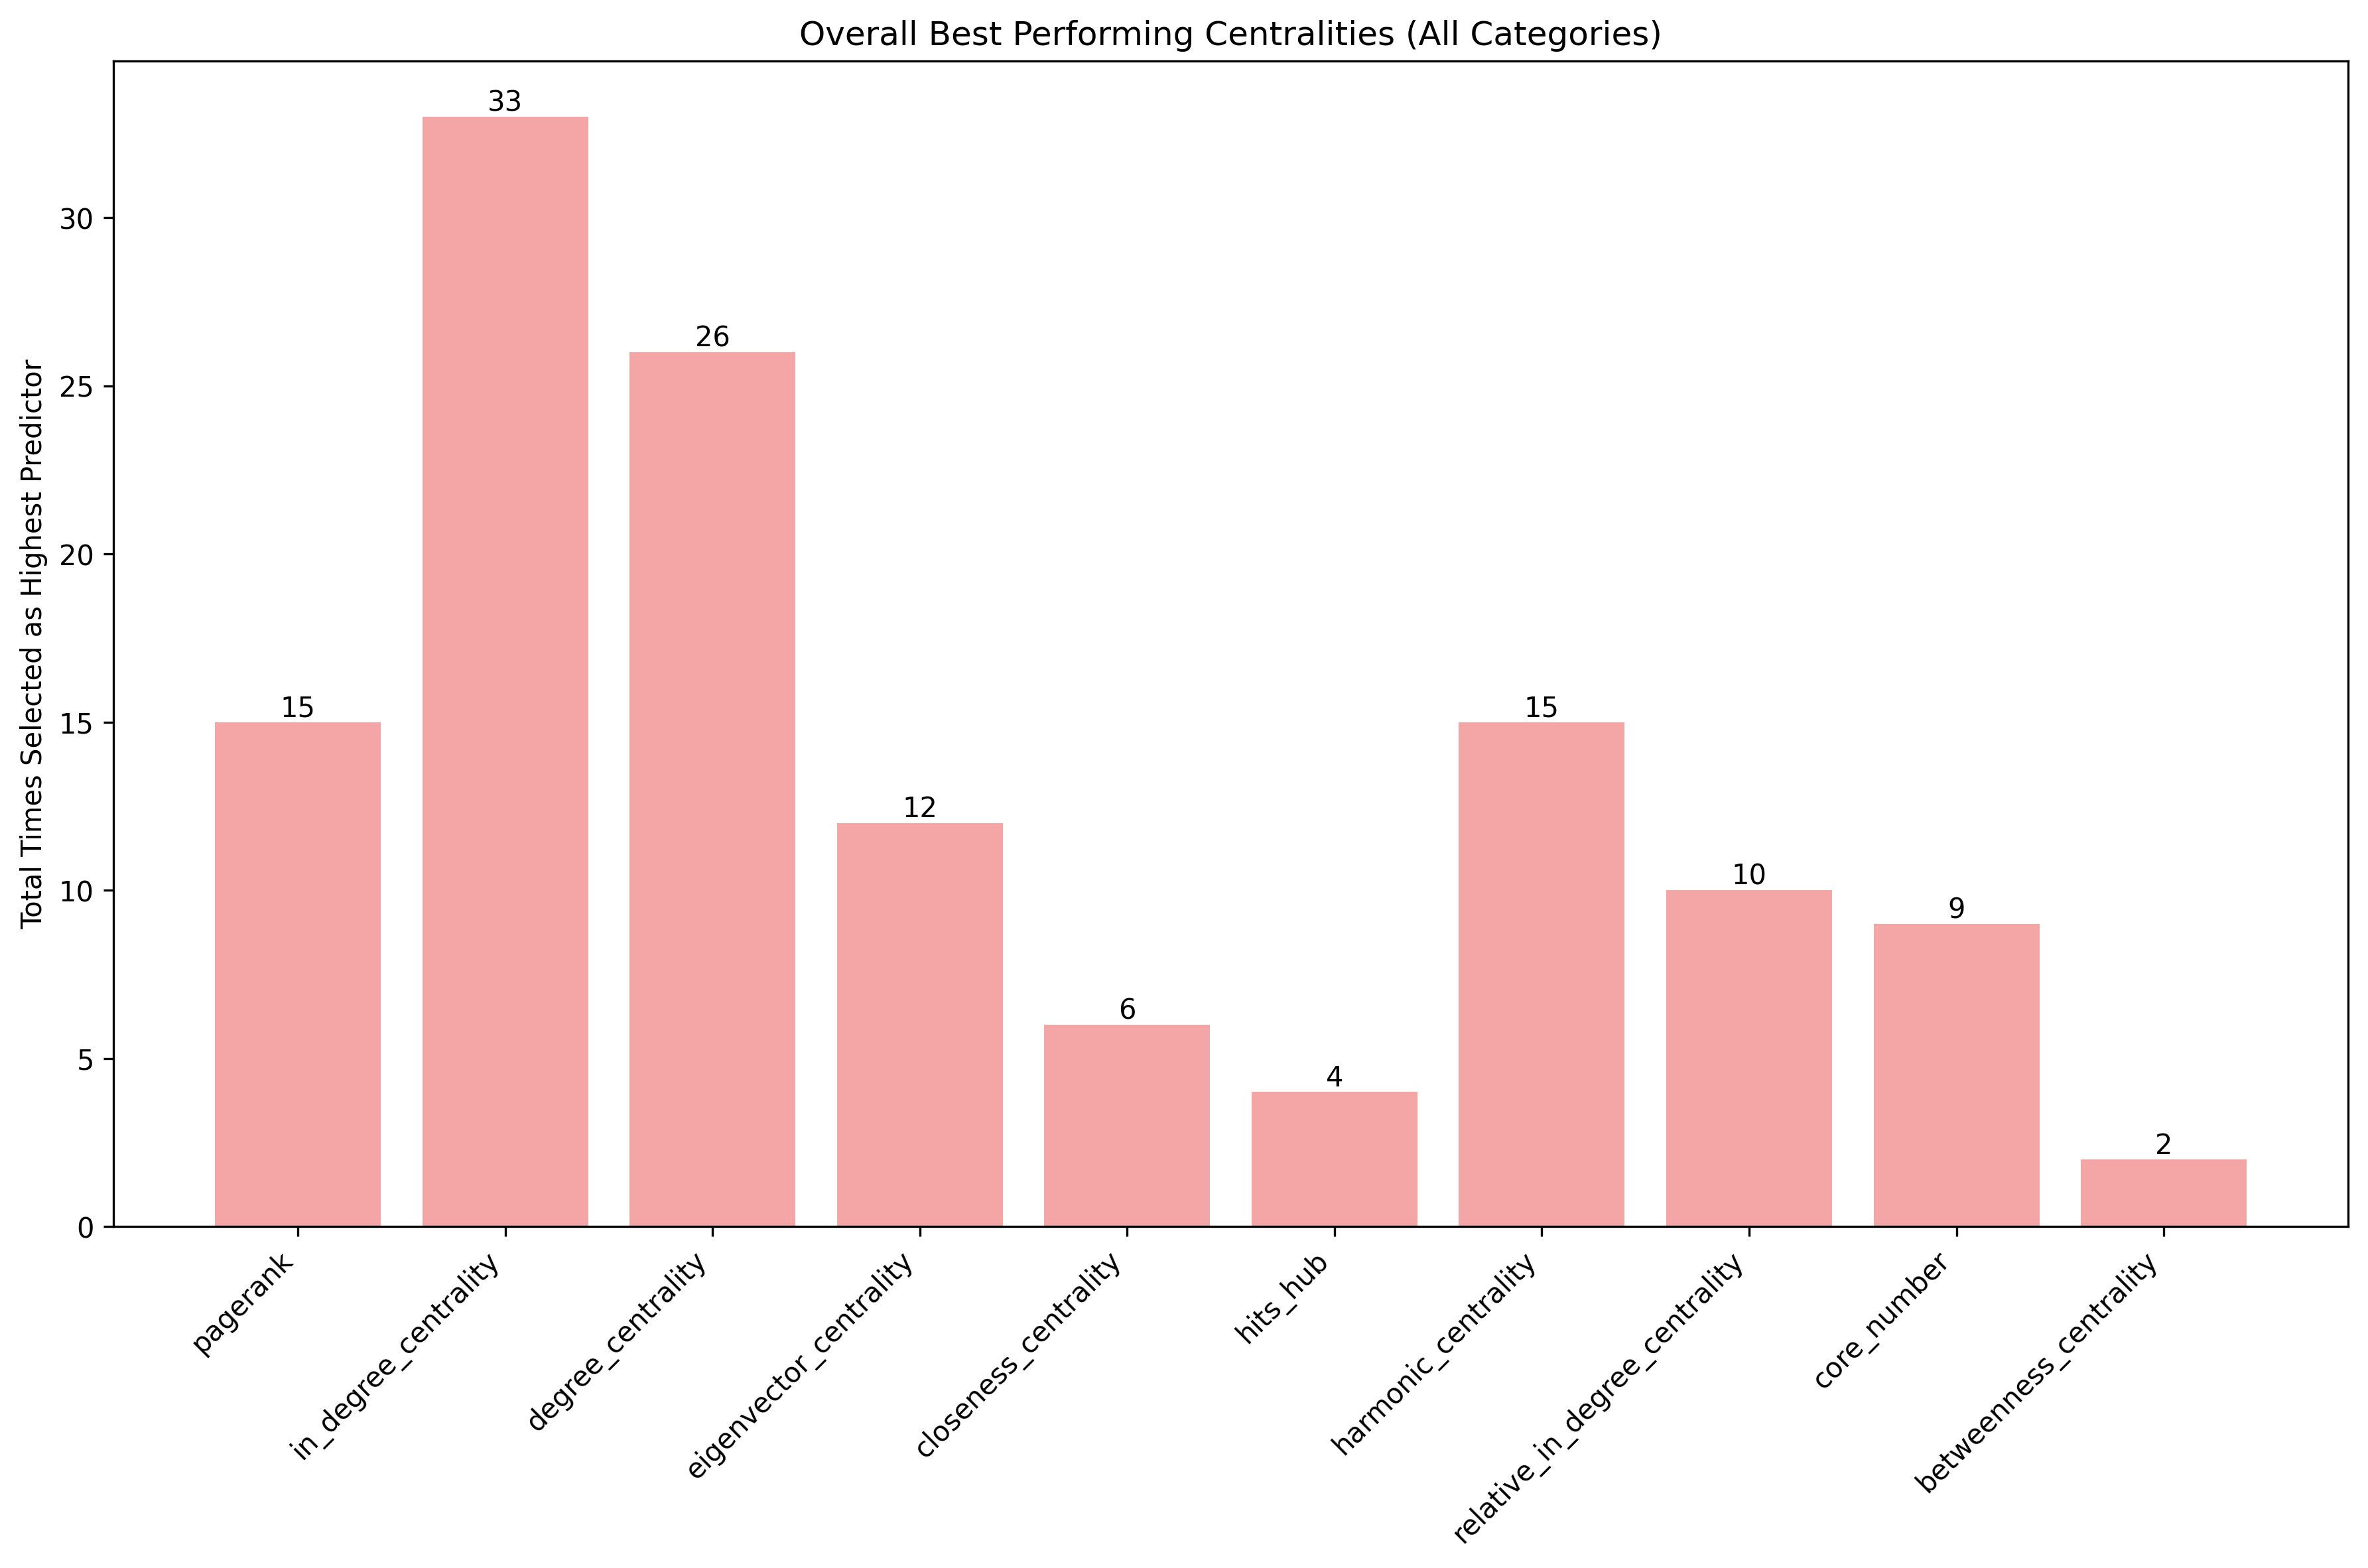 Overall Best Performing Centralities (All Categories)
Total Times Selected as Highest Predictor
30
25
20
15
10
5
0
15
33
26
12
6
4
15
10
9
2
pagerank
in_degree_centrality
degree_centrality
eigenvector_centrality
closeness_centrality
hits_hub
harmonic_centrality
relative_in_degree_centrality
core_number
betweenness_centrality